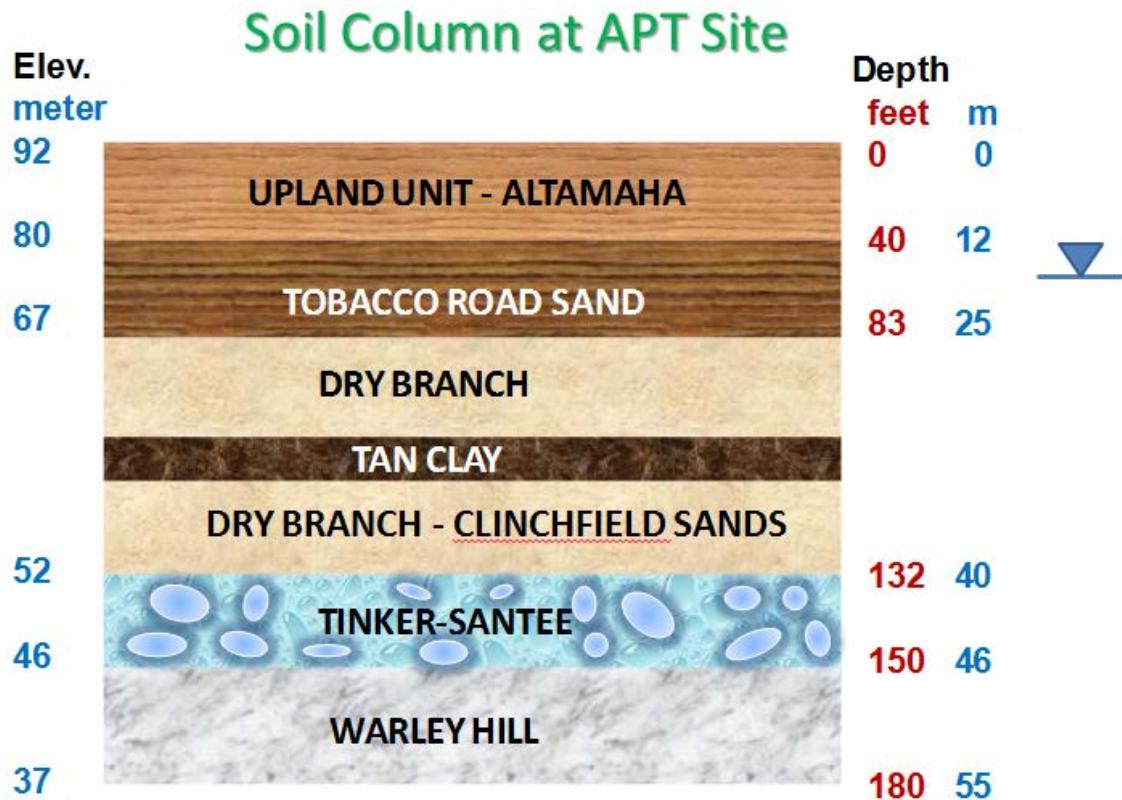 Soil Column at APT Site
Elev.
meter
Depth
feet m
92
UPLAND UNIT - ALTAMAHA
0 0
80
40 12
TOBACCO ROAD SAND
67
83 25
DRY BRANCH
TAN CLAY
DRY BRANCH - CLINCHFIELD SANDS
52
132 40
TINKER-SANTEE
46
150 46
WARLEY HILL
37
180 55